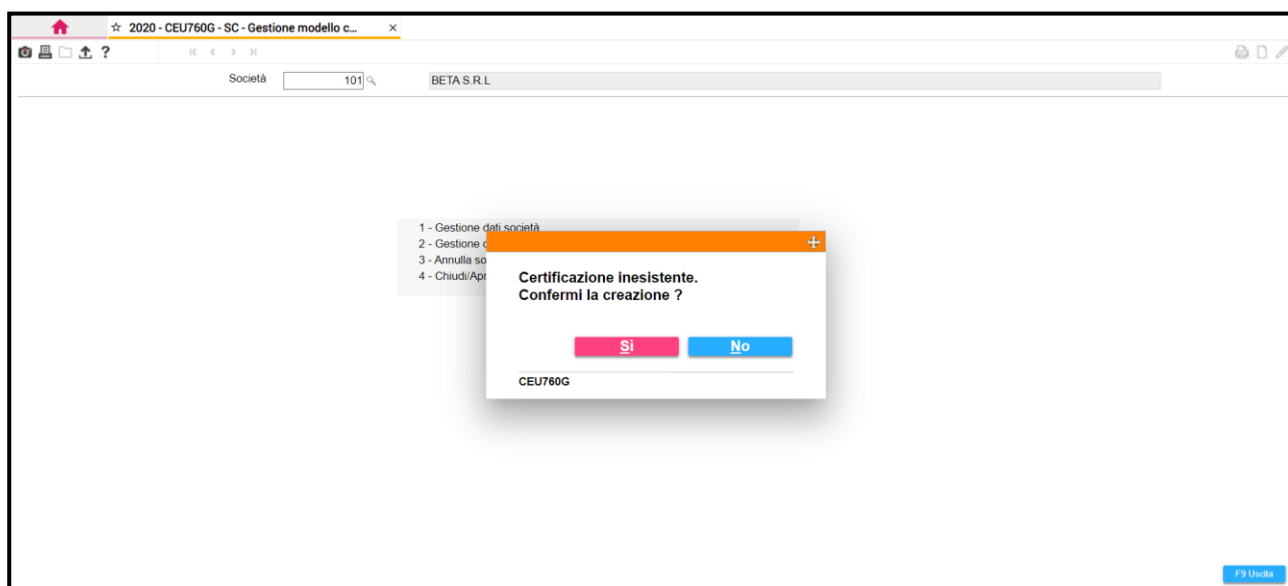 ☆ 2020 - CEU760G - SC - Gestione modello c... ×
?
Società 101 BETA S.R.L
1 - Gestione dati società
2 - Gestione
3 - Annulla
4 - Chiudi/Apr
Certificazione inesistente.
Confermi la creazione ?
Sì No
CEU760G
F9 Uscita